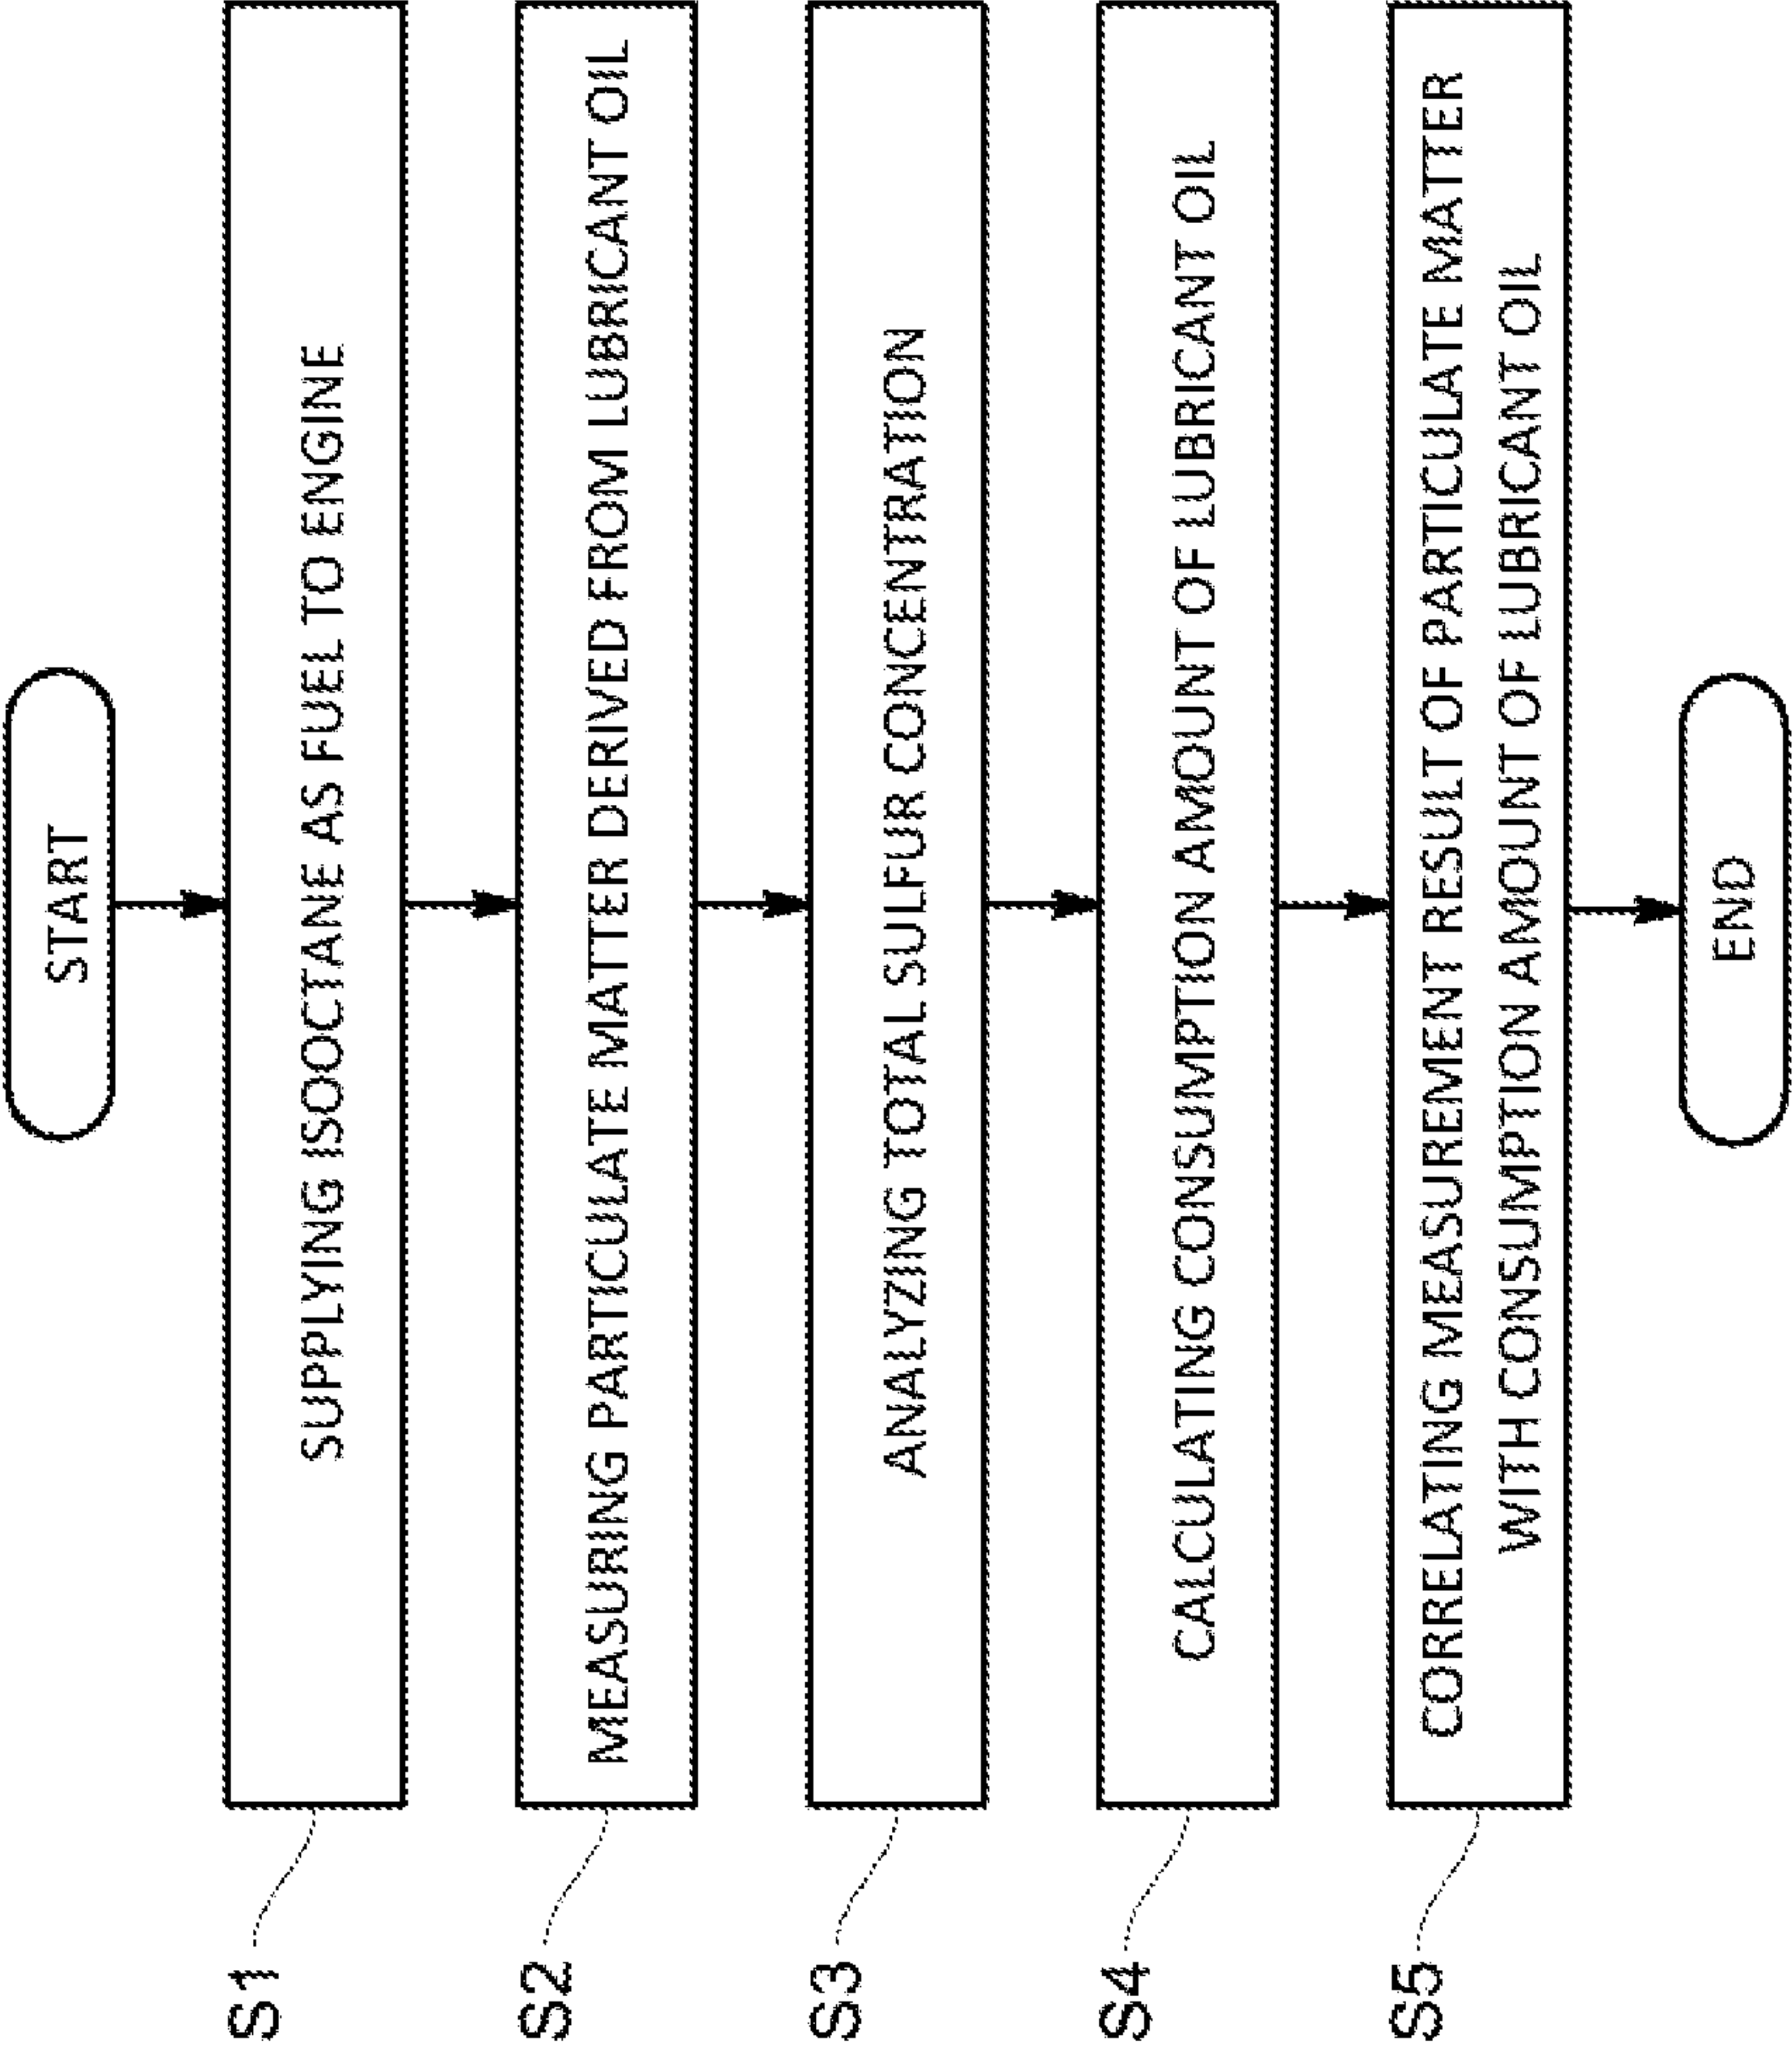 START
S1
SUPPLYING ISOOCTANE AS FUEL TO ENGINE
S2
MEASURING PARTICULATE MATTER DERIVED FROM LUBRICANT OIL
S3
ANALYZING TOTAL SULFUR CONCENTRATION
S4
CALCULATING CONSUMPTION AMOUNT OF LUBRICANT OIL
S5
CORRELATING MEASUREMENT RESULT OF PARTICULATE MATTER
WITH CONSUMPTION AMOUNT OF LUBRICANT OIL
END